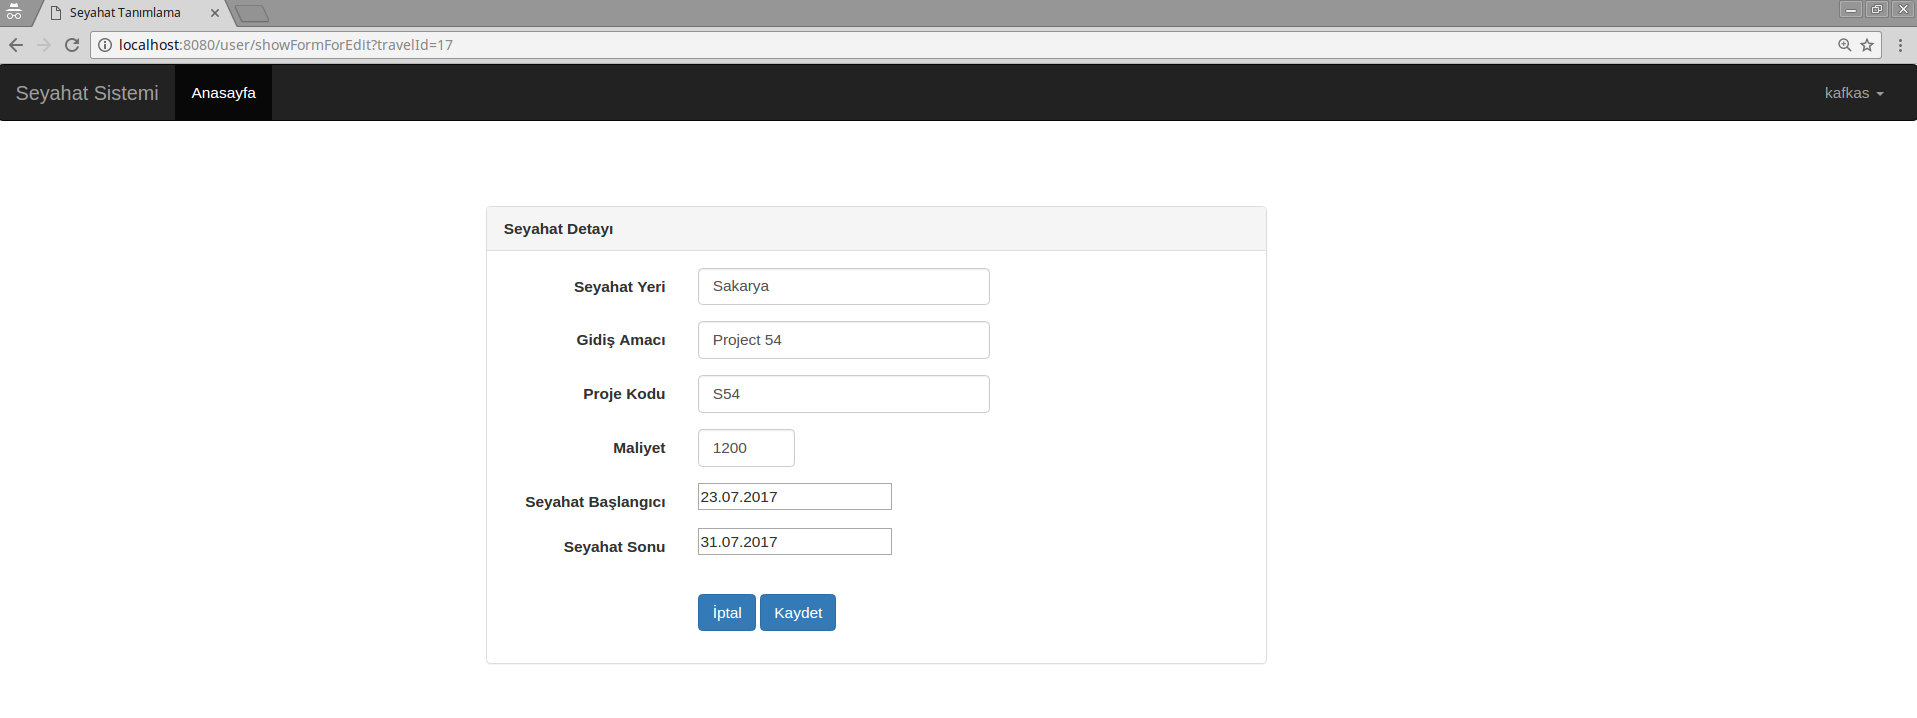 Seyahat Tanımlama
localhost:8080/user/showFormForEdit?travelId=17
Seyahat Sistemi Anasayfa kafkas
Seyahat Detayı
Seyahat Yeri Sakarya
Gidiş Amacı Project 54
Proje Kodu S54
Maliyet 1200
Seyahat Başlangıcı 23.07.2017
Seyahat Sonu 31.07.2017
İptal Kaydet